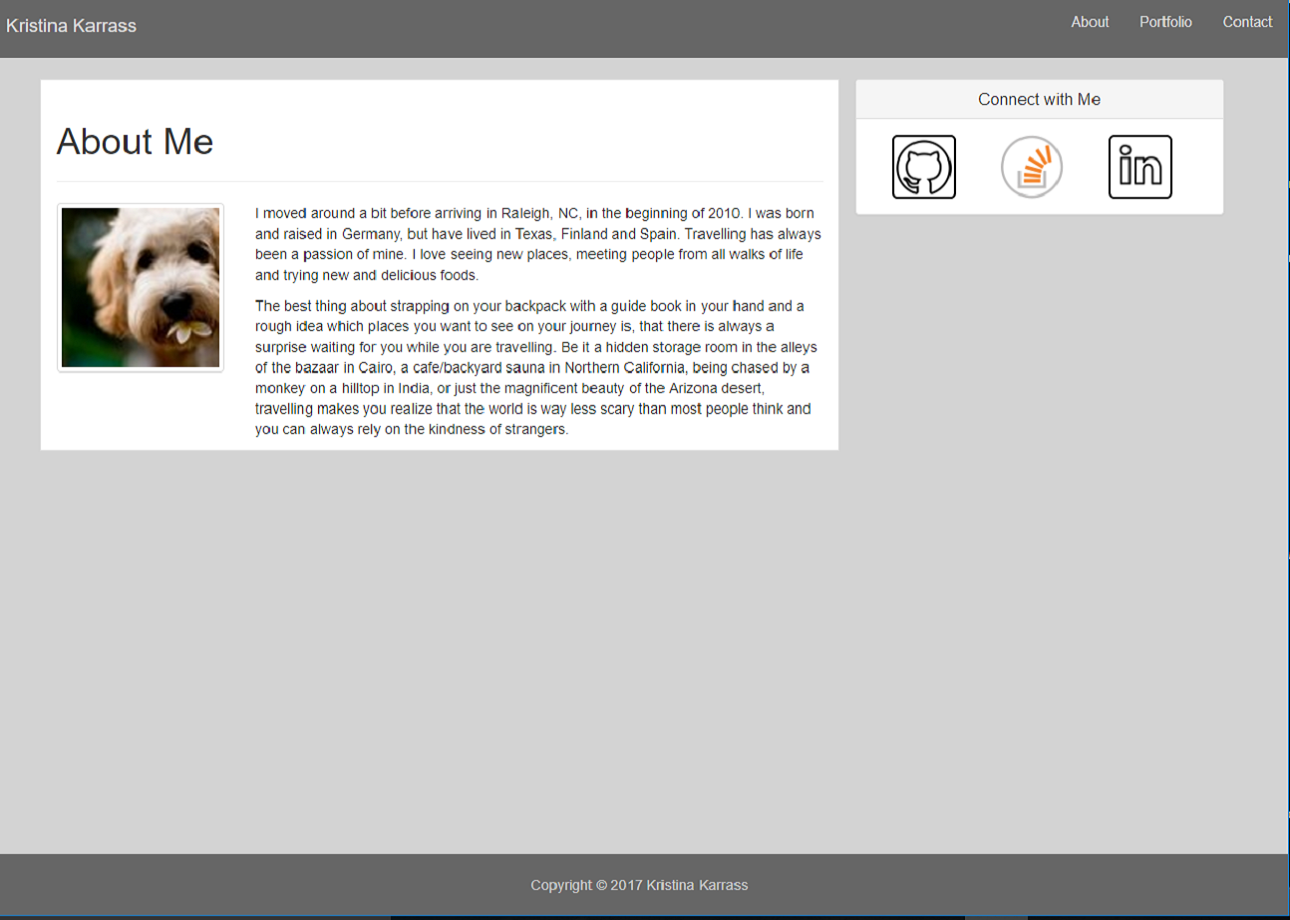 Kristina Karrass
About
Portfolio
Contact
About Me
I moved around a bit before arriving in Raleigh, NC, in the beginning of 2010. I was born
and raised in Germany, but have lived in Texas, Finland and Spain. Travelling has always
been a passion of mine. I love seeing new places, meeting people from all walks of life
and trying new and delicious foods.
The best thing about strapping on your backpack with a guide book in your hand and a
rough idea which places you want to see on your journey is, that there is always a
surprise waiting for you while you are travelling. Be it a hidden storage room in the alleys
of the bazaar in Cairo, a cafe/backyard sauna in Northern California, being chased by a
monkey on a hilltop in India, or just the magnificent beauty of the Arizona desert,
travelling makes you realize that the world is way less scary than most people think and
you can always rely on the kindness of strangers.
Connect with Me
in
Copyright © 2017 Kristina Karrass